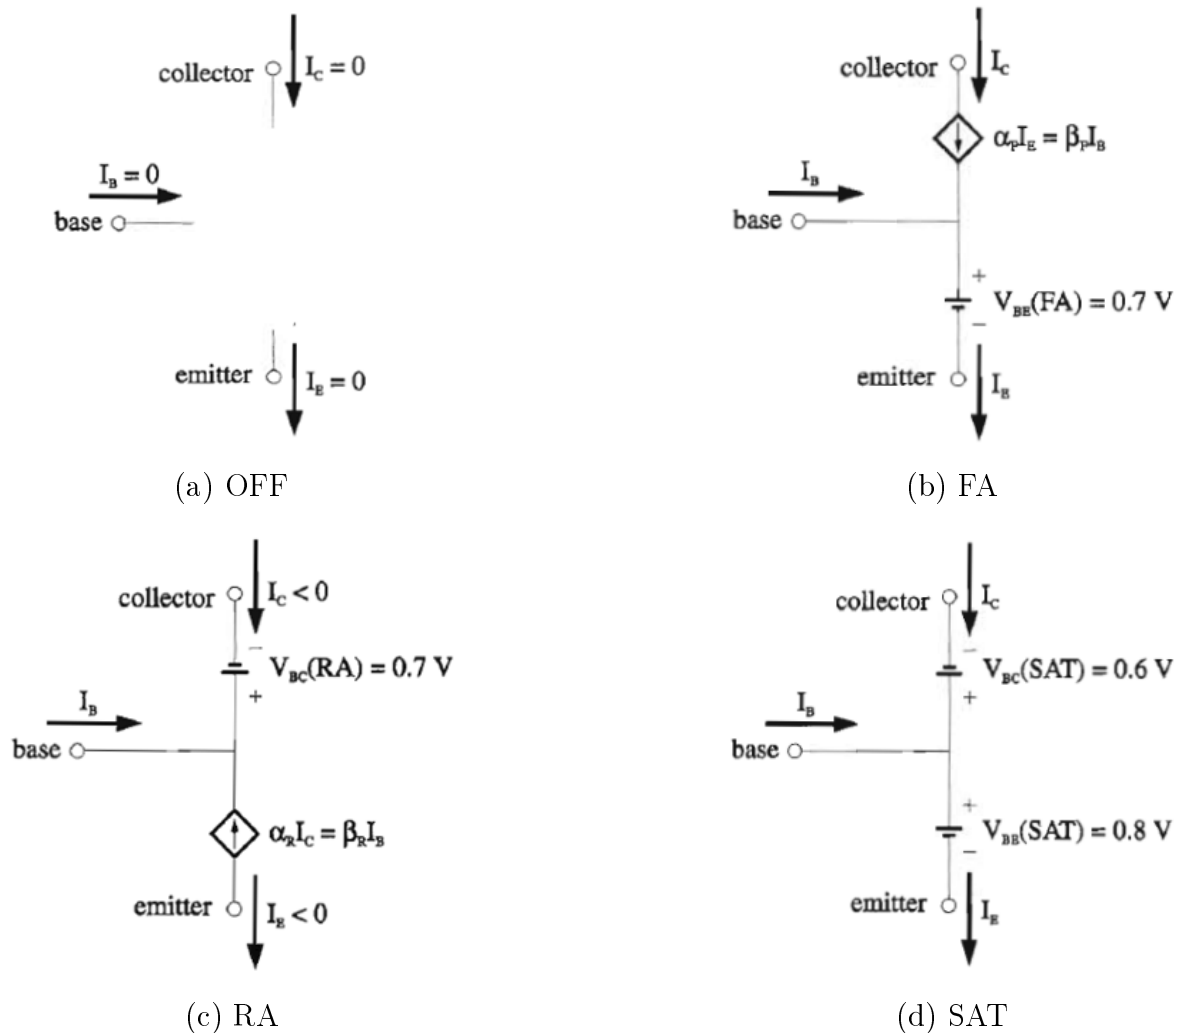 collector
I_C = 0
I_B = 0
base
emitter
I_E = 0
(a) OFF
collector
I_C
α_F I_E = β_F I_B
I_B
base
+
V_BE(FA) = 0.7 V
−
emitter
I_E
(b) FA
collector
I_C < 0
−
V_BC(RA) = 0.7 V
+
I_B
base
α_R I_C = β_R I_B
emitter
I_E < 0
(c) RA
collector
I_C
−
V_BC(SAT) = 0.6 V
+
I_B
base
+
V_BE(SAT) = 0.8 V
−
emitter
I_E
(d) SAT